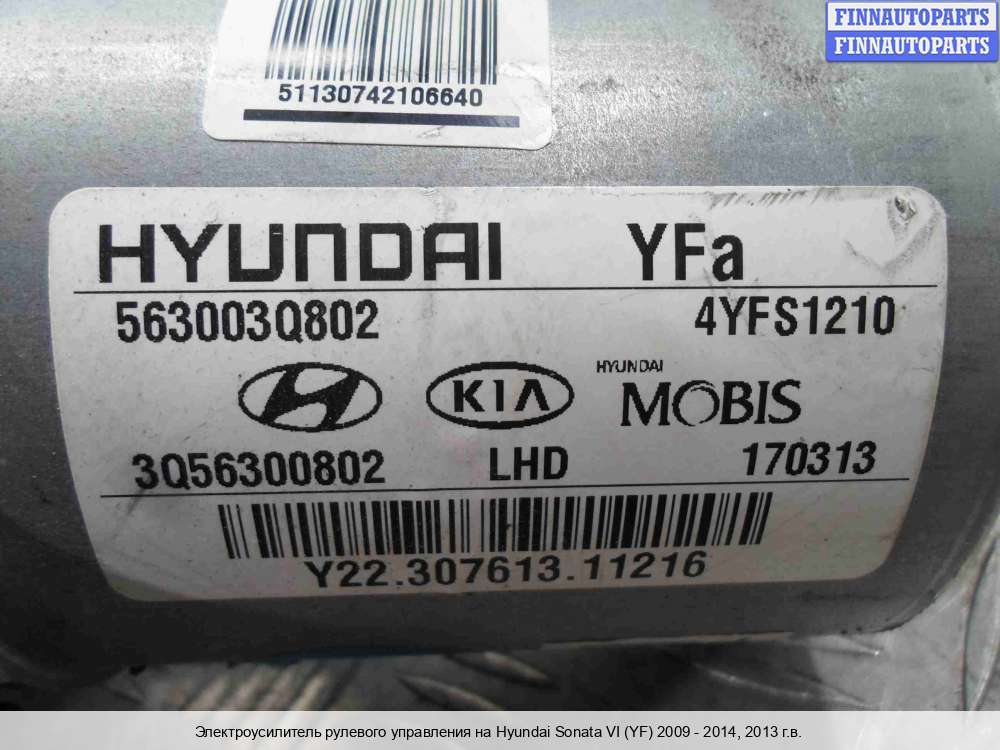 FINNAUTOPARTS
FINNAUTOPARTS
51130742106640
HYUNDAI YFa
563003Q802 4YFS1210
KIA HYUNDAI MOBIS
3Q56300802 LHD 170313
Y22.307613.11216
Электроусилитель рулевого управления на Hyundai Sonata VI (YF) 2009 - 2014, 2013 г.в.